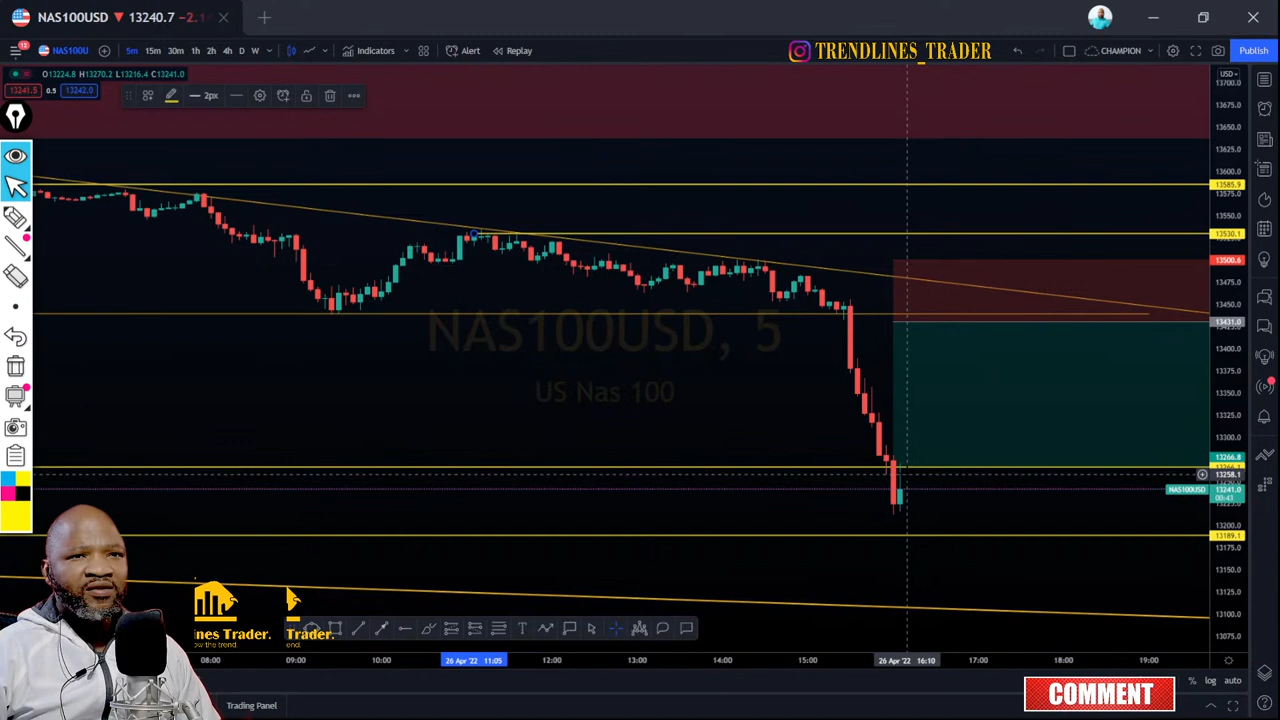 NAS100USD ▼ 13240.7 −2.1
12 NAS100U 5m 15m 30m 1h 2h 4h D W Indicators Alert Replay TRENDLINES_TRADER CHAMPION Publish
O13224.8 H13270.2 L13216.4 C13241.0
13241.5 0.5 13242.0
2px
USD
13700.0
13675.0
13650.0
13625.0
13600.0
13585.9
13575.0
13550.0
13530.1
13500.6
13475.0
13450.0
13431.0
NAS100USD, 5
13400.0
13375.0
US Nas 100
13350.0
13325.0
13300.0
13266.8
13258.1
NAS100USD 13241.0
00:43
13200.0
13189.1
13175.0
13150.0
13125.0
13100.0
13075.0
lines Trader. Trader.
ow the trend. end.
08:00 09:00 10:00 26 Apr '22 11:05 12:00 13:00 14:00 15:00 26 Apr '22 16:10 17:00 18:00 19:00
% log auto
Trading Panel
COMMENT